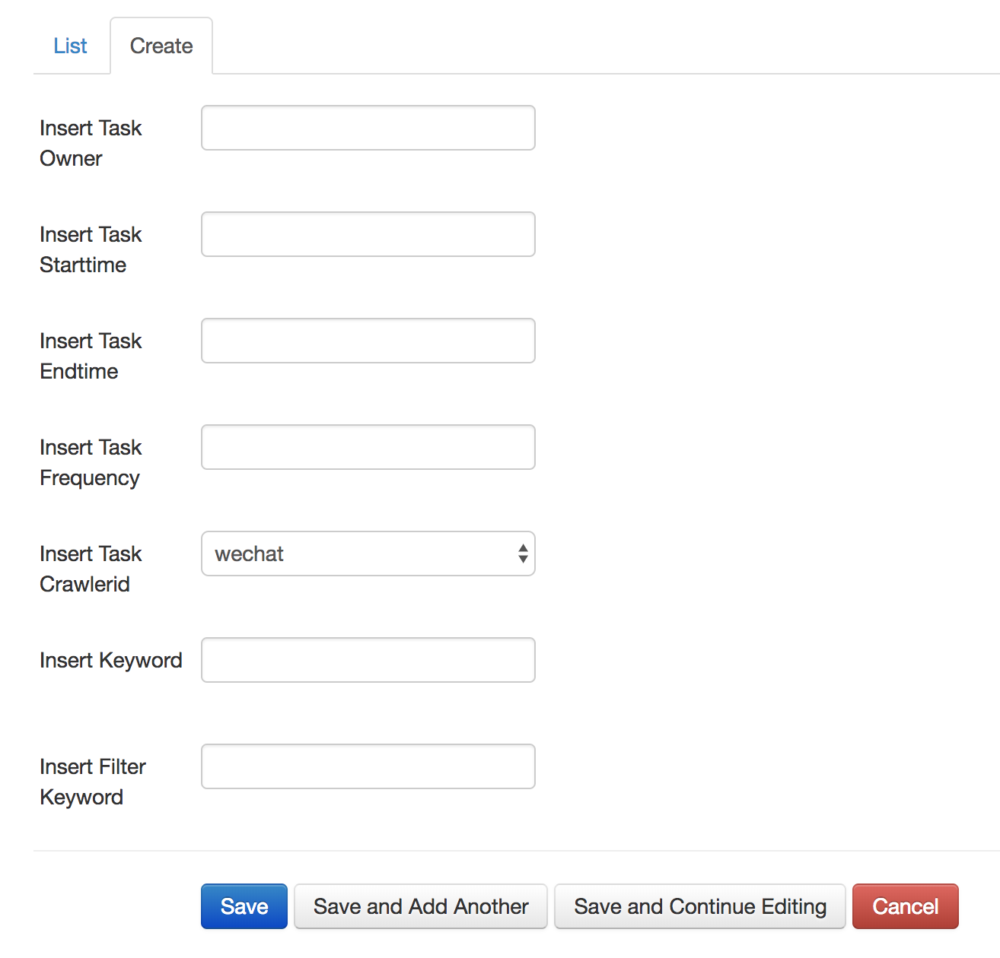 List
Create
Insert Task
Owner
Insert Task
Starttime
Insert Task
Endtime
Insert Task
Frequency
Insert Task
Crawlerid
wechat
Insert Keyword
Insert Filter
Keyword
Save
Save and Add Another
Save and Continue Editing
Cancel